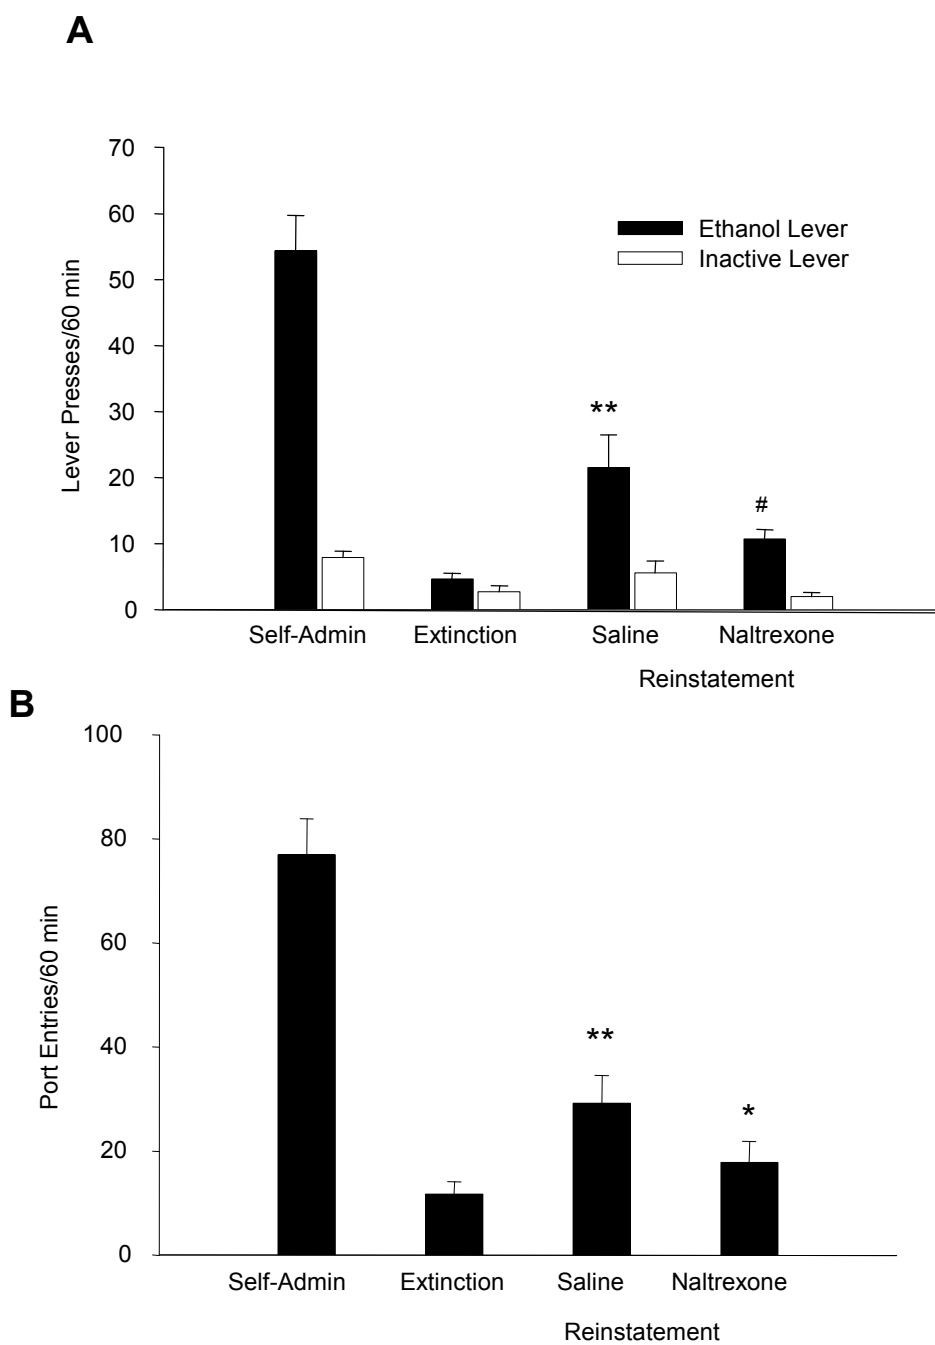 A
70
60
50
40
30
20
10
0
Lever Presses/60 min
Ethanol Lever
Inactive Lever
**
#
Self-Admin Extinction Saline Naltrexone
Reinstatement
B
100
80
60
40
20
0
Port Entries/60 min
**
*
Self-Admin Extinction Saline Naltrexone
Reinstatement